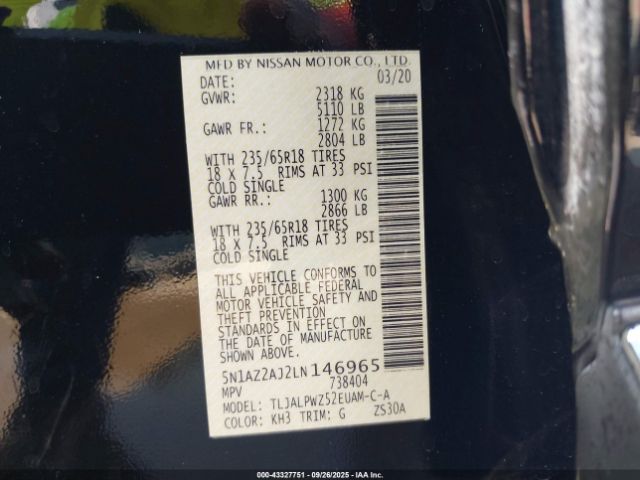 MFD BY NISSAN MOTOR CO., LTD.
DATE: 03/20
GVWR: 2318 KG
5110 LB
GAWR FR.: 1272 KG
2804 LB
WITH 235/65R18 TIRES
18 X 7.5 RIMS AT 33 PSI
COLD SINGLE
GAWR RR.: 1300 KG
2866 LB
WITH 235/65R18 TIRES
18 X 7.5 RIMS AT 33 PSI
COLD SINGLE
THIS VEHICLE CONFORMS TO
ALL APPLICABLE FEDERAL
MOTOR VEHICLE SAFETY AND
THEFT PREVENTION
STANDARDS IN EFFECT ON
THE DATE OF MANUFACTURE
SHOWN ABOVE.
5N1AZ2AJ2LN146965
MPV 738404
MODEL: TLJALPWZ52EUAM-C-A
COLOR: KH3 TRIM: G ZS30A
000-43327751 - 09/26/2025 - IAAI.COM